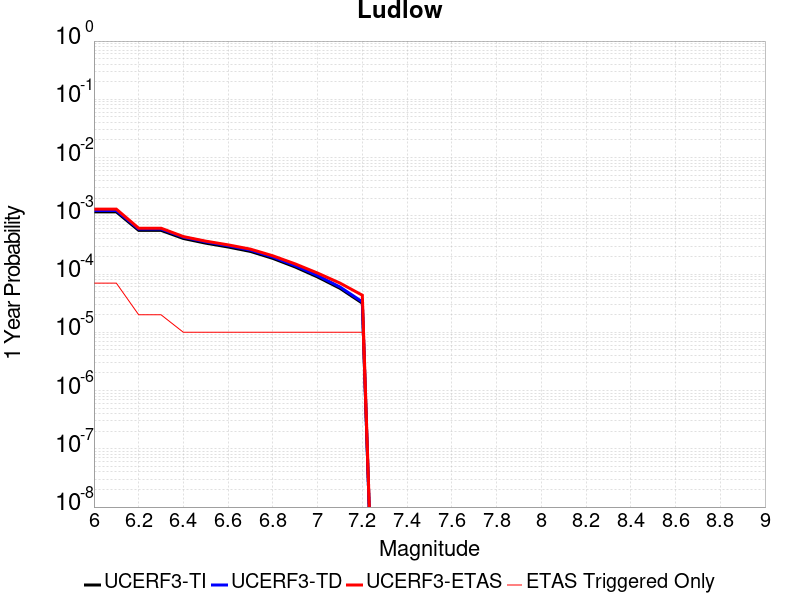 Ludlow
10^0
10^-1
10^-2
10^-3
10^-4
10^-5
10^-6
10^-7
10^-8
1 Year Probability
6 6.2 6.4 6.6 6.8 7 7.2 7.4 7.6 7.8 8 8.2 8.4 8.6 8.8 9
Magnitude
UCERF3-TI UCERF3-TD UCERF3-ETAS ETAS Triggered Only